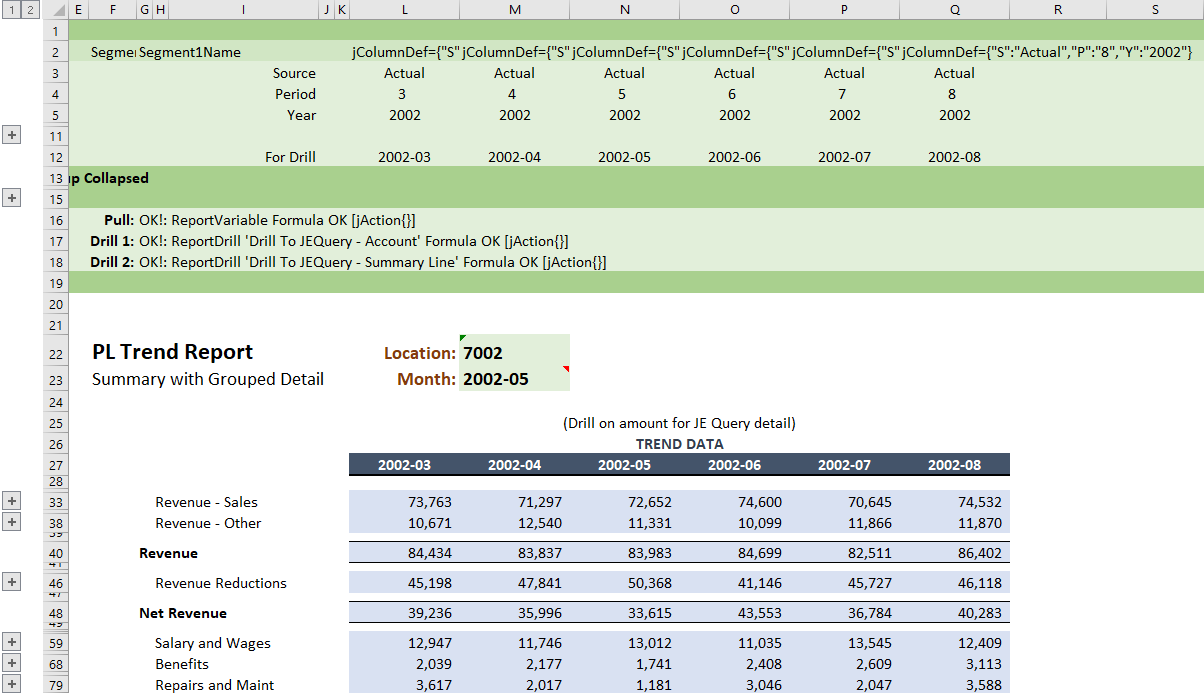 1 2 E F G H I J K L M N O P Q R S
1
2 Segmer Segment1Name jColumnDef={"S" jColumnDef={"S" jColumnDef={"S" jColumnDef={"S" jColumnDef={"S" jColumnDef={"S":"Actual","P":"8","Y":"2002"}
3 Source Actual Actual Actual Actual Actual Actual
4 Period 3 4 5 6 7 8
5 Year 2002 2002 2002 2002 2002 2002
11
12 For Drill 2002-03 2002-04 2002-05 2002-06 2002-07 2002-08
13 ıp Collapsed
15
16 Pull: OK!: ReportVariable Formula OK [jAction{}]
17 Drill 1: OK!: ReportDrill 'Drill To JEQuery - Account' Formula OK [jAction{}]
18 Drill 2: OK!: ReportDrill 'Drill To JEQuery - Summary Line' Formula OK [jAction{}]
19
20
21
22 PL Trend Report Location: 7002
23 Summary with Grouped Detail Month: 2002-05
24
25 (Drill on amount for JE Query detail)
26 TREND DATA
27 2002-03 2002-04 2002-05 2002-06 2002-07 2002-08
28
33 Revenue - Sales 73,763 71,297 72,652 74,600 70,645 74,532
38 Revenue - Other 10,671 12,540 11,331 10,099 11,866 11,870
39
40 Revenue 84,434 83,837 83,983 84,699 82,511 86,402
41
46 Revenue Reductions 45,198 47,841 50,368 41,146 45,727 46,118
47
48 Net Revenue 39,236 35,996 33,615 43,553 36,784 40,283
49
59 Salary and Wages 12,947 11,746 13,012 11,035 13,545 12,409
68 Benefits 2,039 2,177 1,741 2,408 2,609 3,113
79 Repairs and Maint 3,617 2,017 1,181 3,046 2,047 3,588